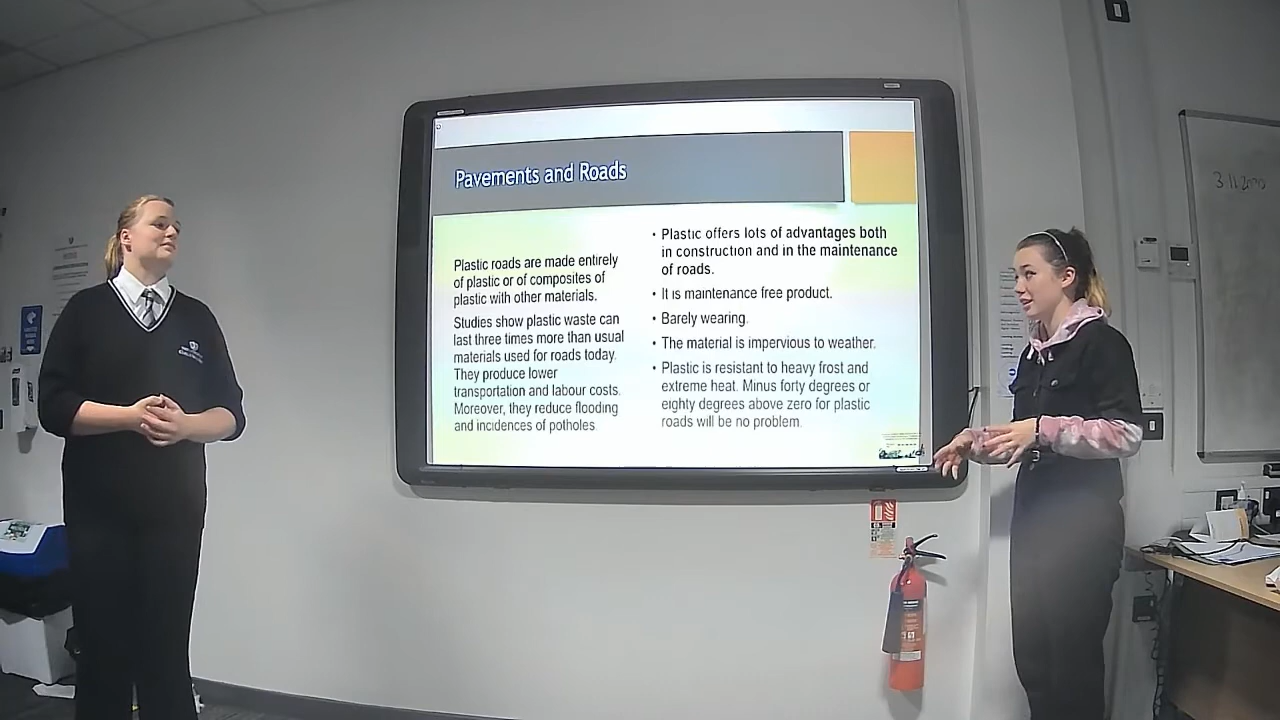 Pavements and Roads
Plastic roads are made entirely
of plastic or of composites of
plastic with other materials.
Studies show plastic waste can
last three times more than usual
materials used for roads today.
They produce lower
transportation and labour costs.
Moreover, they reduce flooding
and incidences of potholes
• Plastic offers lots of advantages both
in construction and in the maintenance
of roads.
• It is maintenance free product.
• Barely wearing.
• The material is impervious to weather.
• Plastic is resistant to heavy frost and
extreme heat. Minus forty degrees or
eighty degrees above zero for plastic
roads will be no problem.